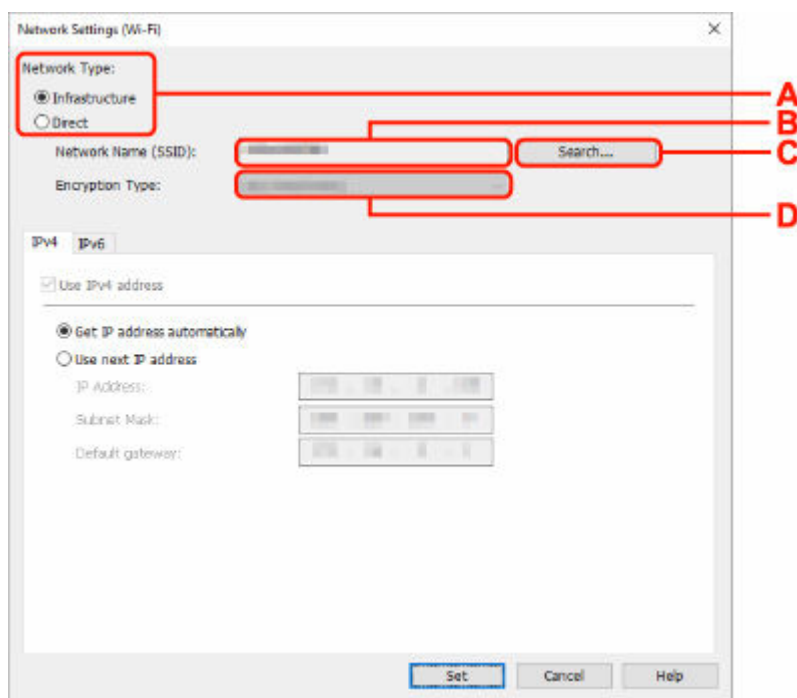 Network Settings (Wi-Fi)
Network Type:
Infrastructure
A
Direct
B
Network Name (SSID):
Search...
C
Encryption Type:
D
IPv4 IPv6
Use IPv4 address
Get IP address automatically
Use next IP address
IP Address:
Subnet Mask:
Default gateway:
Set Cancel Help